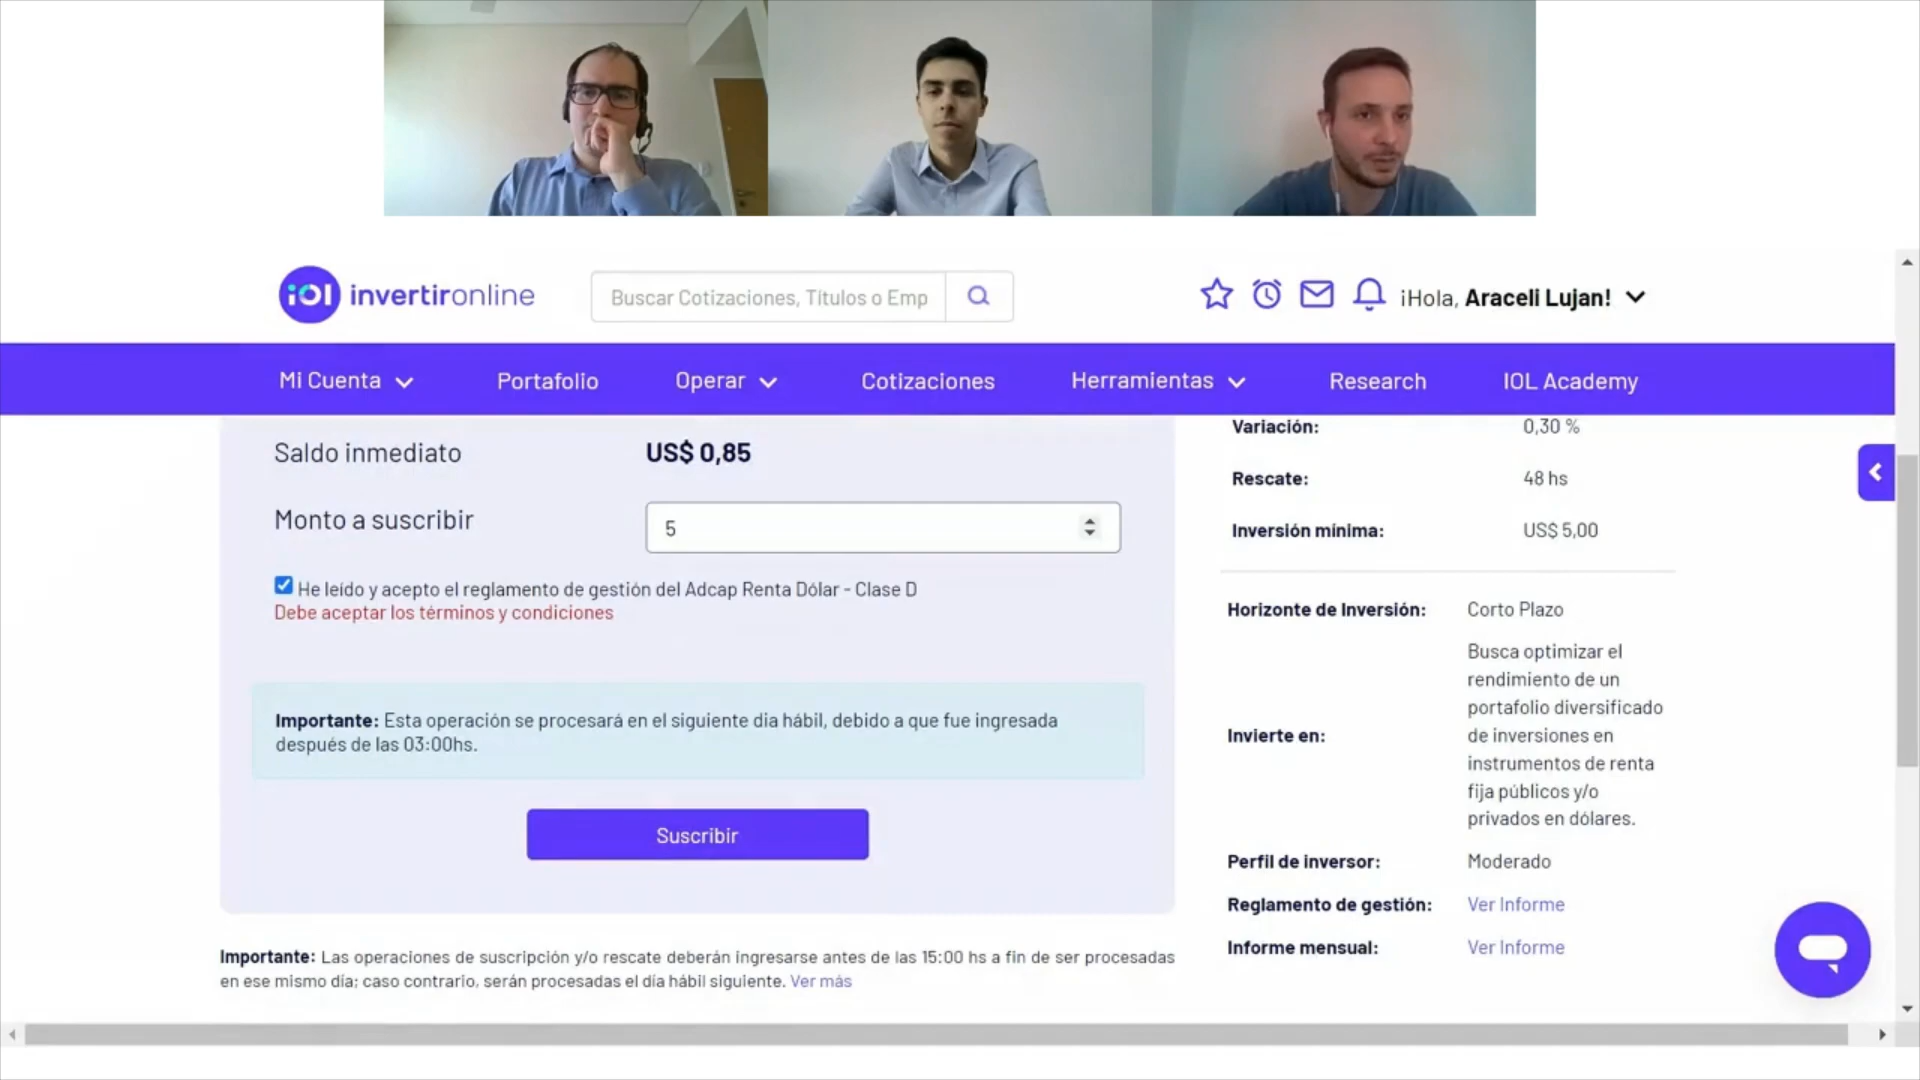 iOl invertironline
Buscar Cotizaciones, Títulos o Emp
¡Hola, Araceli Lujan!
Mi Cuenta
Portafolio
Operar
Cotizaciones
Herramientas
Research
IOL Academy
Saldo inmediato
US$ 0,85
Monto a suscribir
5
He leído y acepto el reglamento de gestión del Adcap Renta Dólar - Clase D
Debe aceptar los términos y condiciones
Importante: Esta operación se procesará en el siguiente dia hábil, debido a que fue ingresada
después de las 03:00hs.
Suscribir
Importante: Las operaciones de suscripción y/o rescate deberán ingresarse antes de las 15:00 hs a fin de ser procesadas
en ese mismo día; caso contrario, serán procesadas el día hábil siguiente. Ver más
Variación:
0,30 %
Rescate:
48 hs
Inversión mínima:
US$ 5,00
Horizonte de Inversión:
Corto Plazo
Invierte en:
Busca optimizar el
rendimiento de un
portafolio diversificado
de inversiones en
instrumentos de renta
fija públicos y/o
privados en dólares.
Perfil de inversor:
Moderado
Reglamento de gestión:
Ver Informe
Informe mensual:
Ver Informe